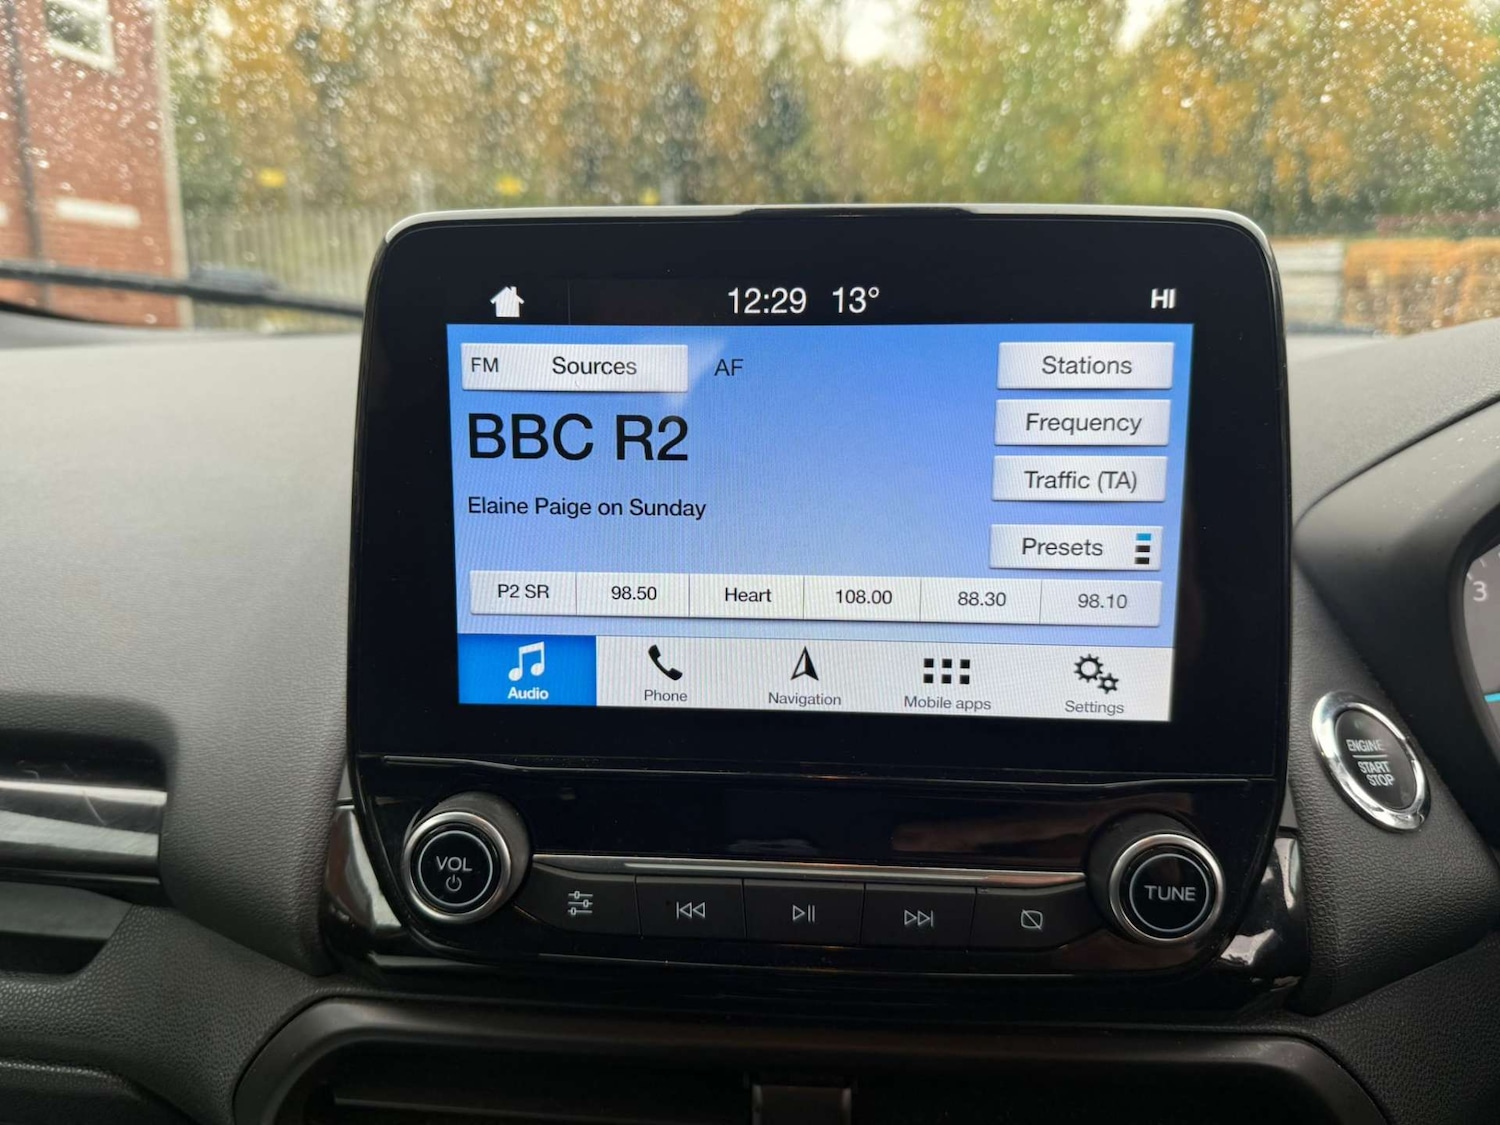 12:29 13° HI
FM Sources AF Stations
BBC R2
Frequency
Traffic (TA)
Elaine Paige on Sunday
Presets
P2 SR 98.50 Heart 108.00 88.30 98.10
Audio Phone Navigation Mobile apps Settings
3
ENGINE
START
STOP
VOL
TUNE